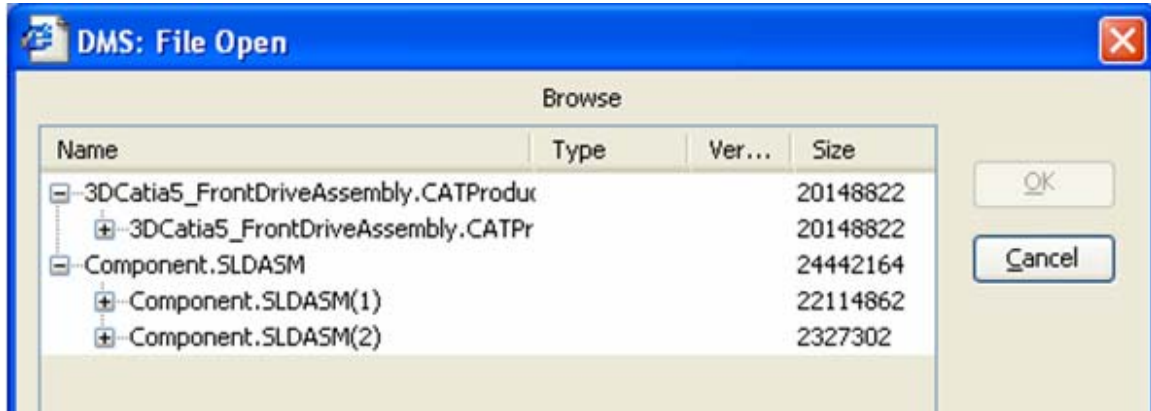 DMS: File Open
Browse
Name Type Ver... Size
3DCatia5_FrontDriveAssembly.CATProduc 20148822
3DCatia5_FrontDriveAssembly.CATPr 20148822
Component.SLDASM 24442164
Component.SLDASM(1) 22114862
Component.SLDASM(2) 2327302
OK
Cancel